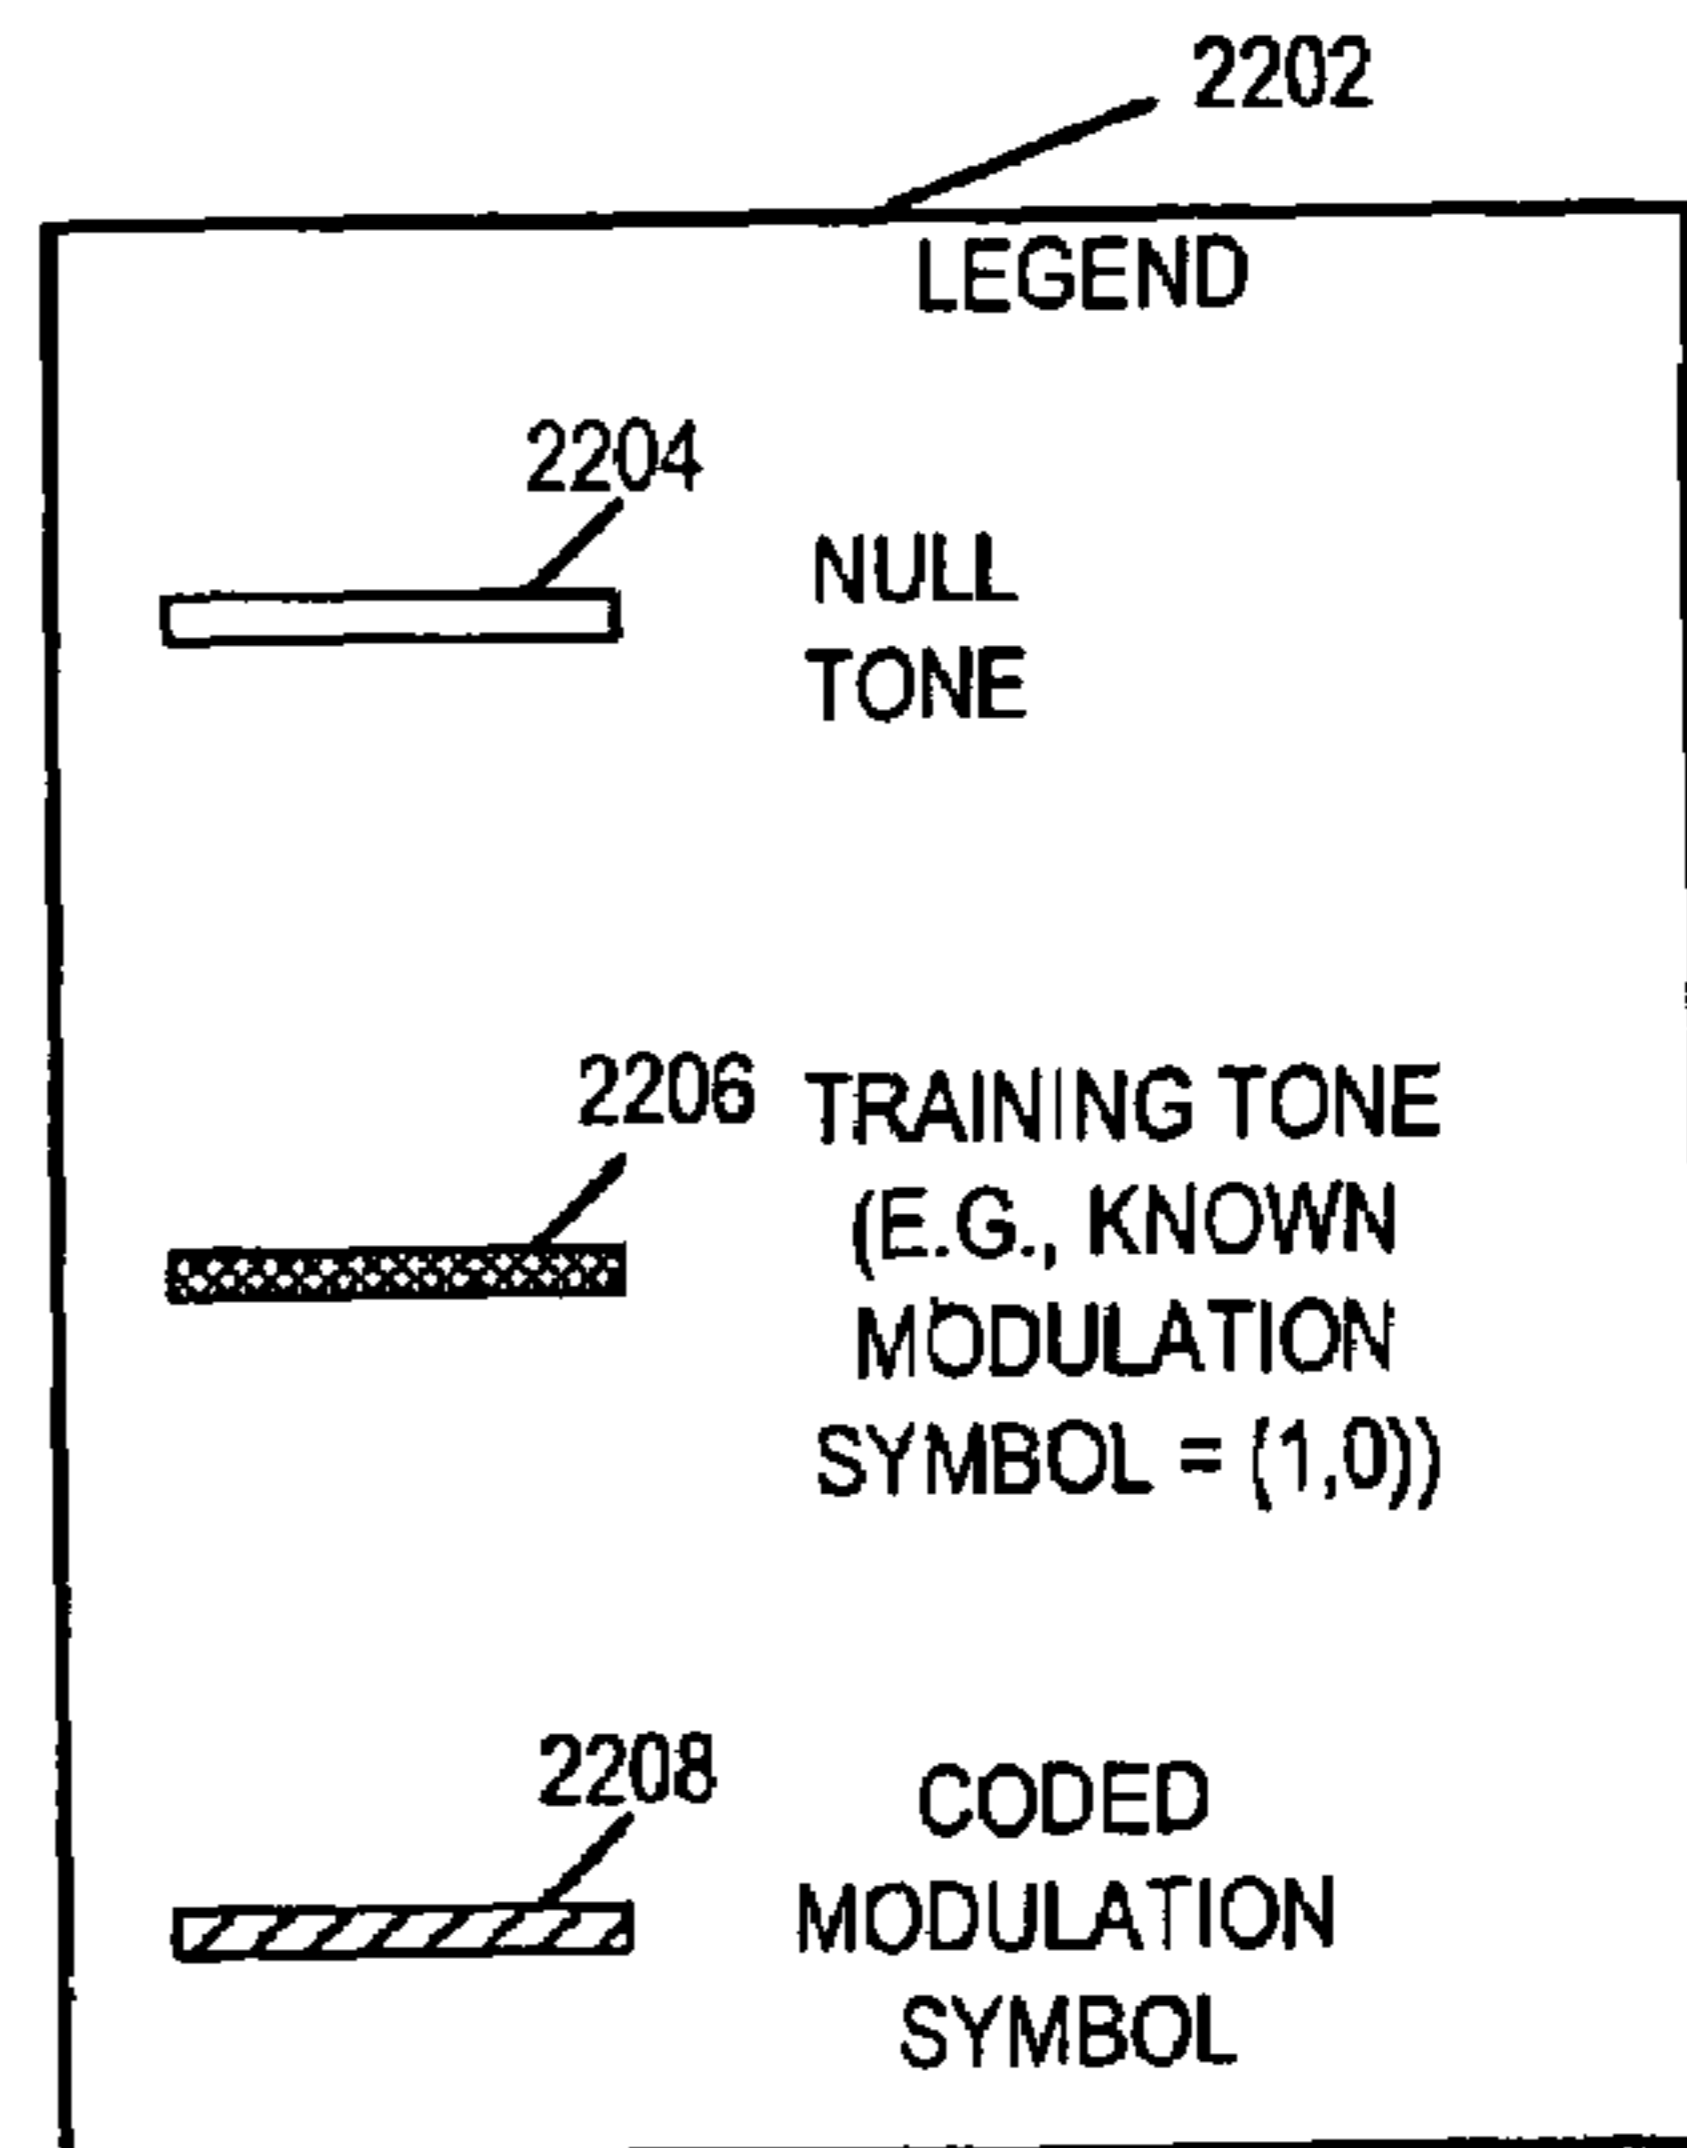 2202
LEGEND
2204
NULL
TONE
2206
TRAINING TONE
(E.G., KNOWN
MODULATION
SYMBOL = (1,0))
2208
CODED
MODULATION
SYMBOL